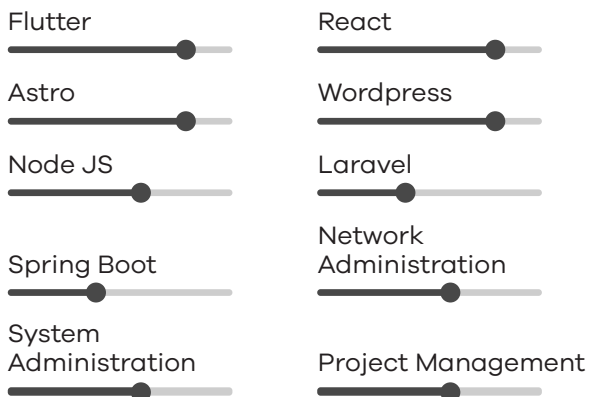 Flutter
React
Astro
Wordpress
Node JS
Laravel
Spring Boot
Network
Administration
System
Administration
Project Management